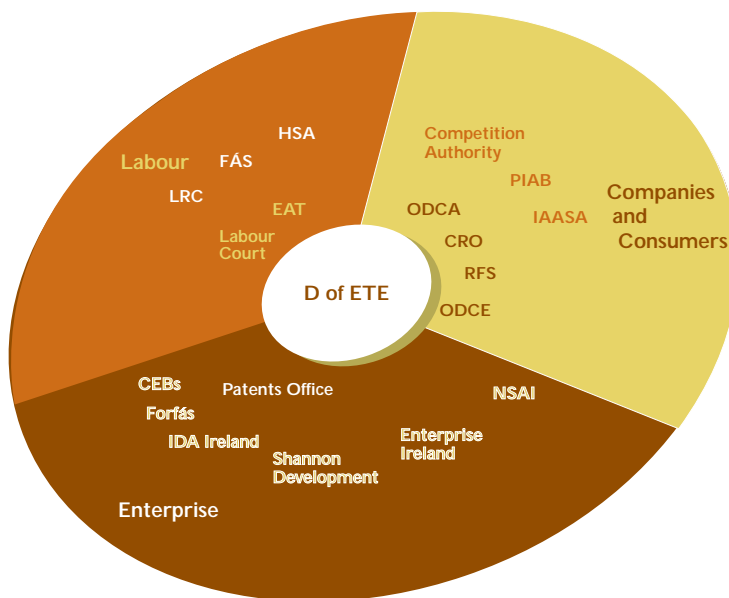 HSA
Labour
FÁS
LRC
EAT
Labour
Court
Competition
Authority
PIAB
Companies
and
Consumers
ODCA
IAASA
CRO
RFS
ODCE
D of ETE
CEBs
Patents Office
NSAI
Forfás
IDA Ireland
Enterprise
Ireland
Shannon
Development
Enterprise